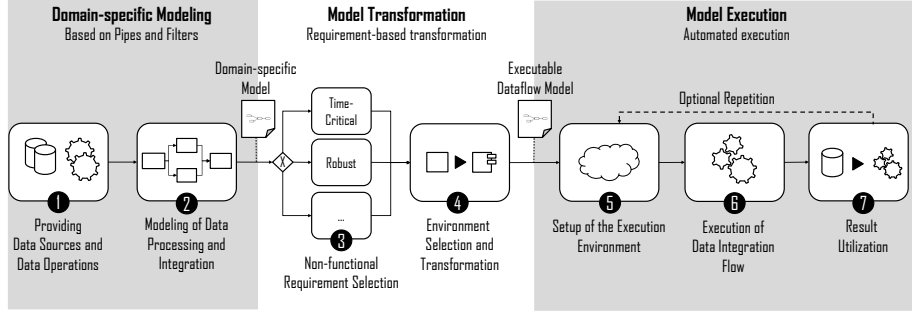 Domain-specific Modeling
Based on Pipes and Filters
Model Transformation
Requirement-based transformation
Model Execution
Automated execution
Domain-specific
Model
Executable
Dataflow Model
Optional Repetition
Time-
Critical
X
Robust
...
1
Providing
Data Sources and
Data Operations
2
Modeling of Data
Processing and
Integration
3
Non-functional
Requirement Selection
4
Environment
Selection and
Transformation
5
Setup of the Execution
Environment
6
Execution of
Data Integration
Flow
7
Result
Utilization